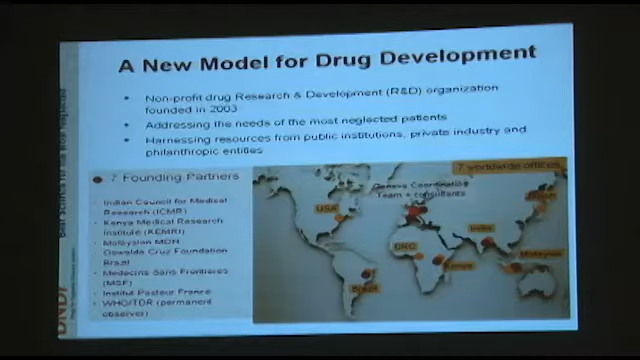 A New Model for Drug Development
• Non-profit drug Research & Development (R&D) organization
founded in 2003
• Addressing the needs of the most neglected patients
• Harnessing resources from public institutions, private industry and
philanthropic entities
7 Founding Partners
Indian Council for Medical
Research (ICMR)
Kenya Medical Research
Institute (KEMRI)
Malaysian MOH
Oswaldo Cruz Foundation
Brazil
Medecins Sans Frontieres
(MSF)
Institut Pasteur France
WHO/TDR (permanent
observer)
7 worldwide offices
Geneva Coordination
Team + consultants
USA
Japan
India
DRC
Kenya
Malaysia
Brazil
DNDi